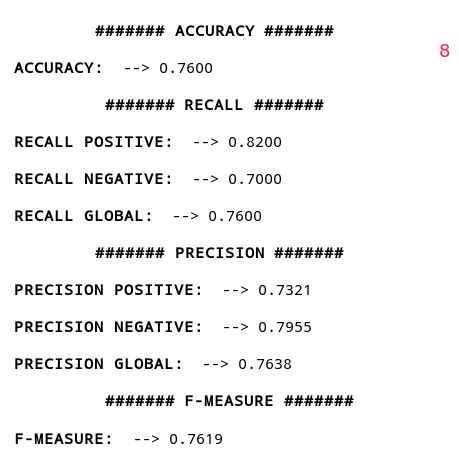 ####### ACCURACY #######
8
ACCURACY: --> 0.7600
####### RECALL #######
RECALL POSITIVE: --> 0.8200
RECALL NEGATIVE: --> 0.7000
RECALL GLOBAL: --> 0.7600
####### PRECISION #######
PRECISION POSITIVE: --> 0.7321
PRECISION NEGATIVE: --> 0.7955
PRECISION GLOBAL: --> 0.7638
####### F-MEASURE #######
F-MEASURE: --> 0.7619